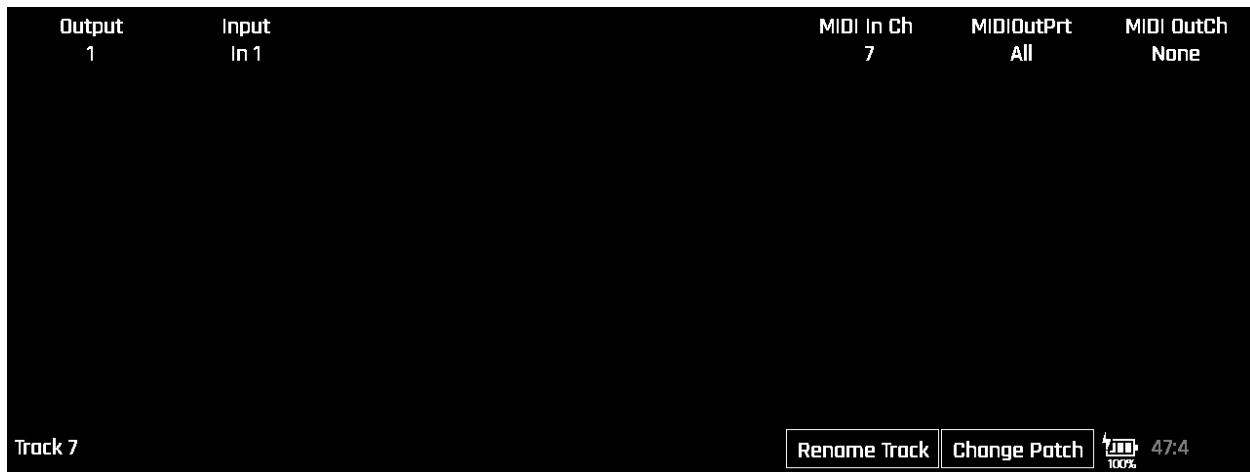 Output Input MIDI In Ch MIDIOutPrt MIDI OutCh
1 In 1 7 All None
Track 7 Rename Track Change Patch 47:4
100%